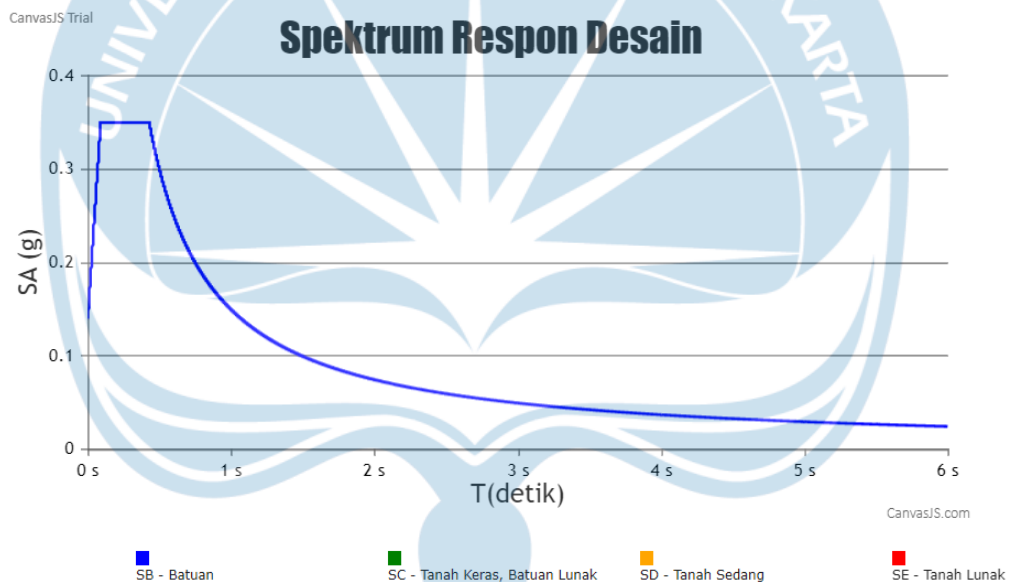 CanvasJS Trial
Spektrum Respon Desain
SA (g)
0.4
0.3
0.2
0.1
0
0 s 1 s 2 s 3 s 4 s 5 s 6 s
T(detik)
CanvasJS.com
SB - Batuan
SC - Tanah Keras, Batuan Lunak
SD - Tanah Sedang
SE - Tanah Lunak